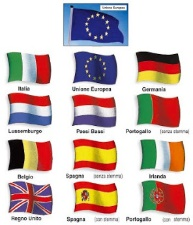 Unione Europea
Italia
Unione Europea
Germania
Lussemburgo
Paesi Bassi
Portogallo (senza stemma)
Belgio
Spagna (senza stemma)
Irlanda
Regno Unito
Spagna (con stemma)
Portogallo (con stemma)